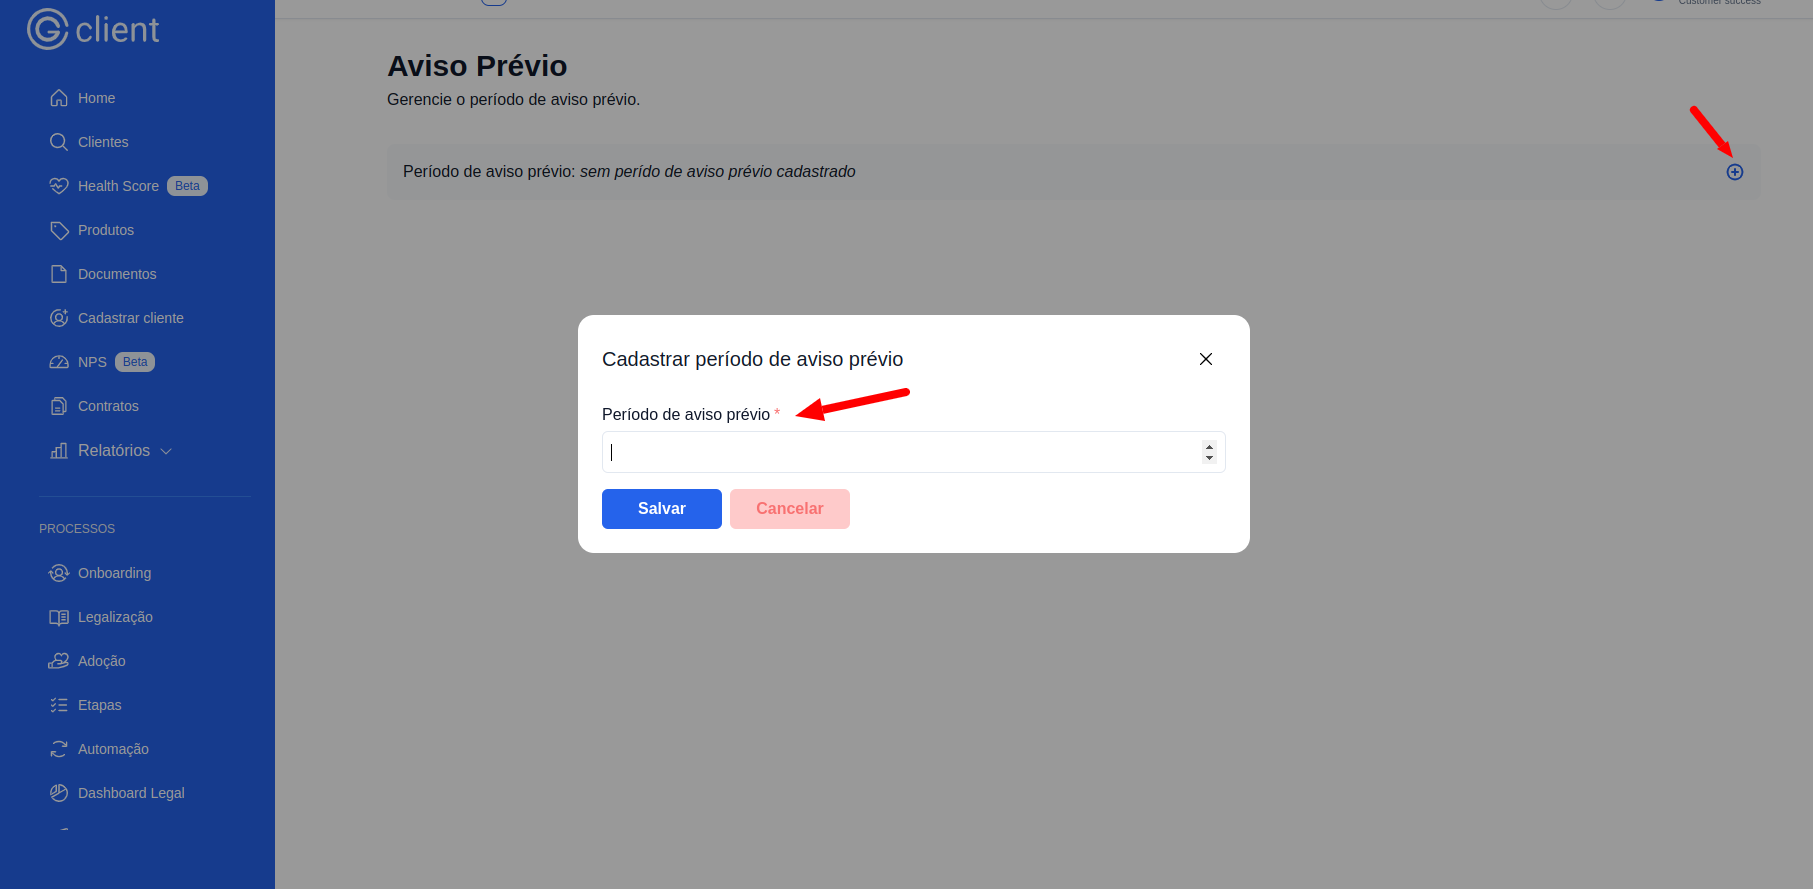 client
Customer success
Home
Clientes
Health Score Beta
Produtos
Documentos
Cadastrar cliente
NPS Beta
Contratos
Relatórios
PROCESSOS
Onboarding
Legalização
Adoção
Etapas
Automação
Dashboard Legal
Aviso Prévio
Gerencie o período de aviso prévio.
Período de aviso prévio: sem perído de aviso prévio cadastrado
Cadastrar período de aviso prévio
Período de aviso prévio *
Salvar Cancelar